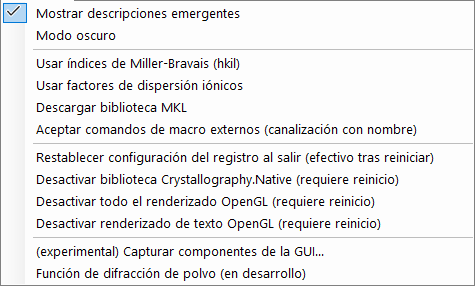 Mostrar descripciones emergentes
Modo oscuro
Usar índices de Miller-Bravais (hkil)
Usar factores de dispersión iónicos
Descargar biblioteca MKL
Aceptar comandos de macro externos (canalización con nombre)
Restablecer configuración del registro al salir (efectivo tras reiniciar)
Desactivar biblioteca Crystallography.Native (requiere reinicio)
Desactivar todo el renderizado OpenGL (requiere reinicio)
Desactivar renderizado de texto OpenGL (requiere reinicio)
(experimental) Capturar componentes de la GUI...
Función de difracción de polvo (en desarrollo)